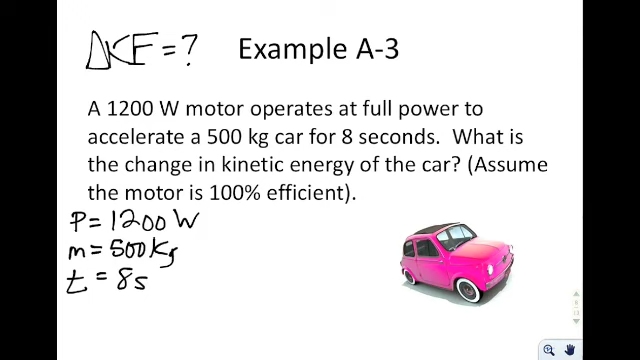 ΔKE = ?
Example A-3
A 1200 W motor operates at full power to
accelerate a 500 kg car for 8 seconds.  What is
the change in kinetic energy of the car? (Assume
the motor is 100% efficient).
P = 1200 W
m = 500 kg
t = 8s